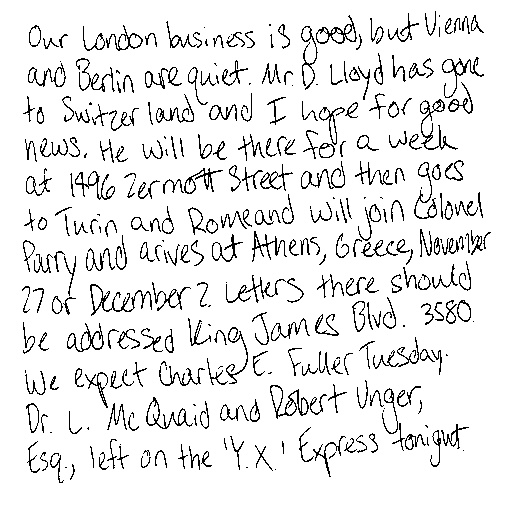 Our London business is good, but Vienna
and Berlin are quiet. Mr. D. Lloyd has gone
to Switzerland and I hope for good
news. He will be there for a week
at 1496 Zermott Street and then goes
to Turin and Rome and will join Colonel
Parry and arives at Athens, Greece, November
27 or December 2. Letters there should
be addressed King James Blvd. 3580.
We expect Charles E. Fuller Tuesday.
Dr. L. McQuaid and Robert Unger,
Esq., left on the 'Y.X.' Express tonight.